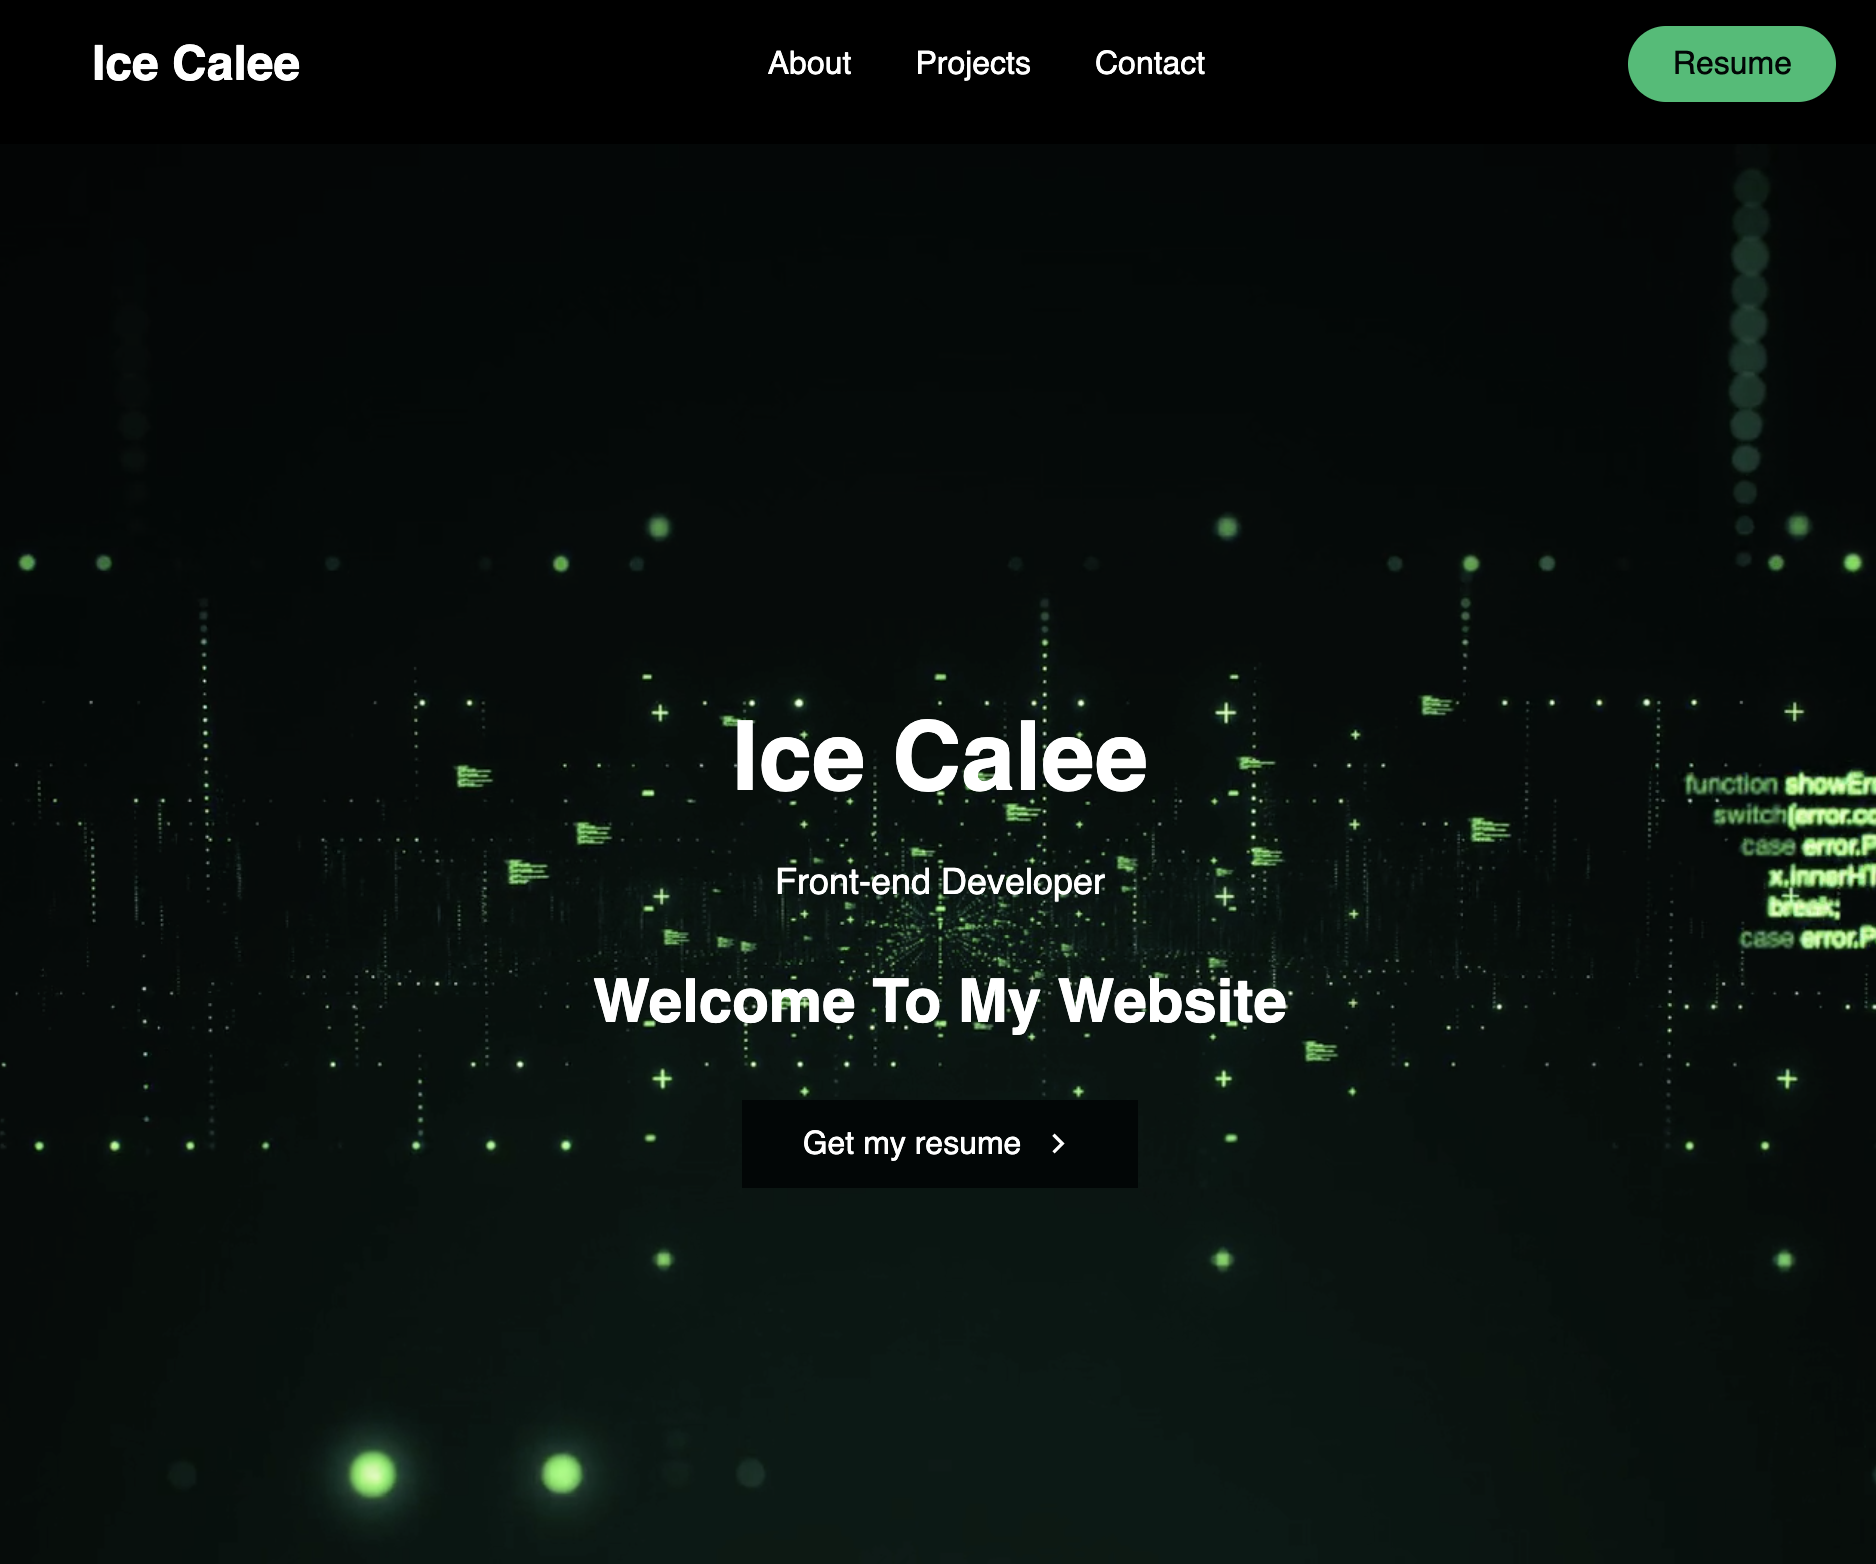 Ice Calee
About Projects Contact
Resume
Ice Calee
Front-end Developer
Welcome To My Website
Get my resume
function showEr
switch(error.co
case error.P
x.innerHT
break;
case error.P